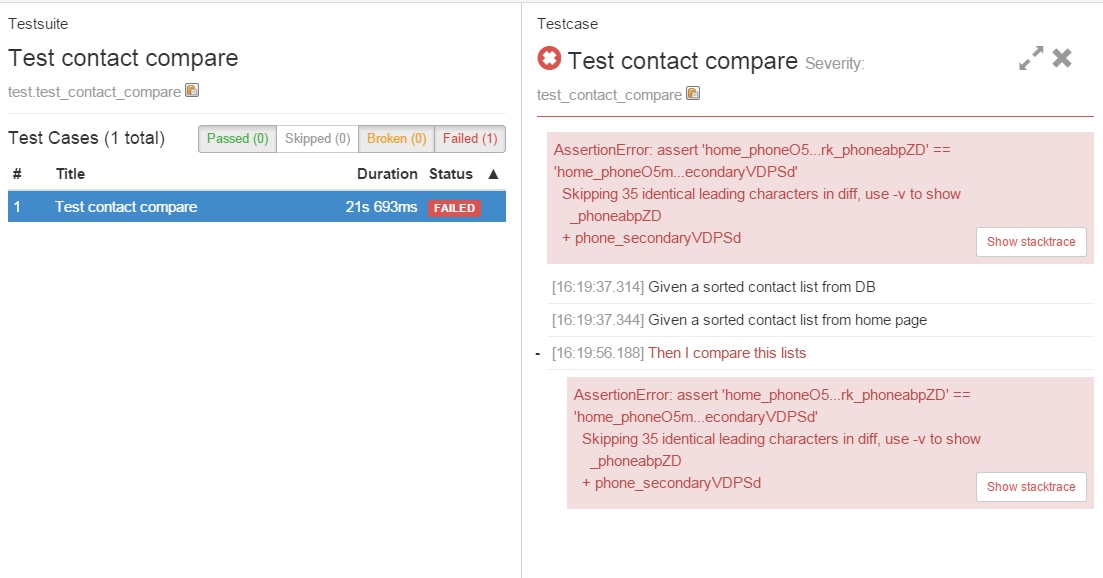 Testsuite
Test contact compare
test.test_contact_compare
Test Cases (1 total)
Passed (0)
Skipped (0)
Broken (0)
Failed (1)
# Title Duration Status ▲
1 Test contact compare 21s 693ms FAILED
Testcase
Test contact compare Severity:
test_contact_compare
AssertionError: assert 'home_phoneO5...rk_phoneabpZD' ==
'home_phoneO5m...econdaryVDPSd'
Skipping 35 identical leading characters in diff, use -v to show
_phoneabpZD
+ phone_secondaryVDPSd
Show stacktrace
[16:19:37.314] Given a sorted contact list from DB
[16:19:37.344] Given a sorted contact list from home page
- [16:19:56.188] Then I compare this lists
AssertionError: assert 'home_phoneO5...rk_phoneabpZD' ==
'home_phoneO5m...econdaryVDPSd'
Skipping 35 identical leading characters in diff, use -v to show
_phoneabpZD
+ phone_secondaryVDPSd
Show stacktrace